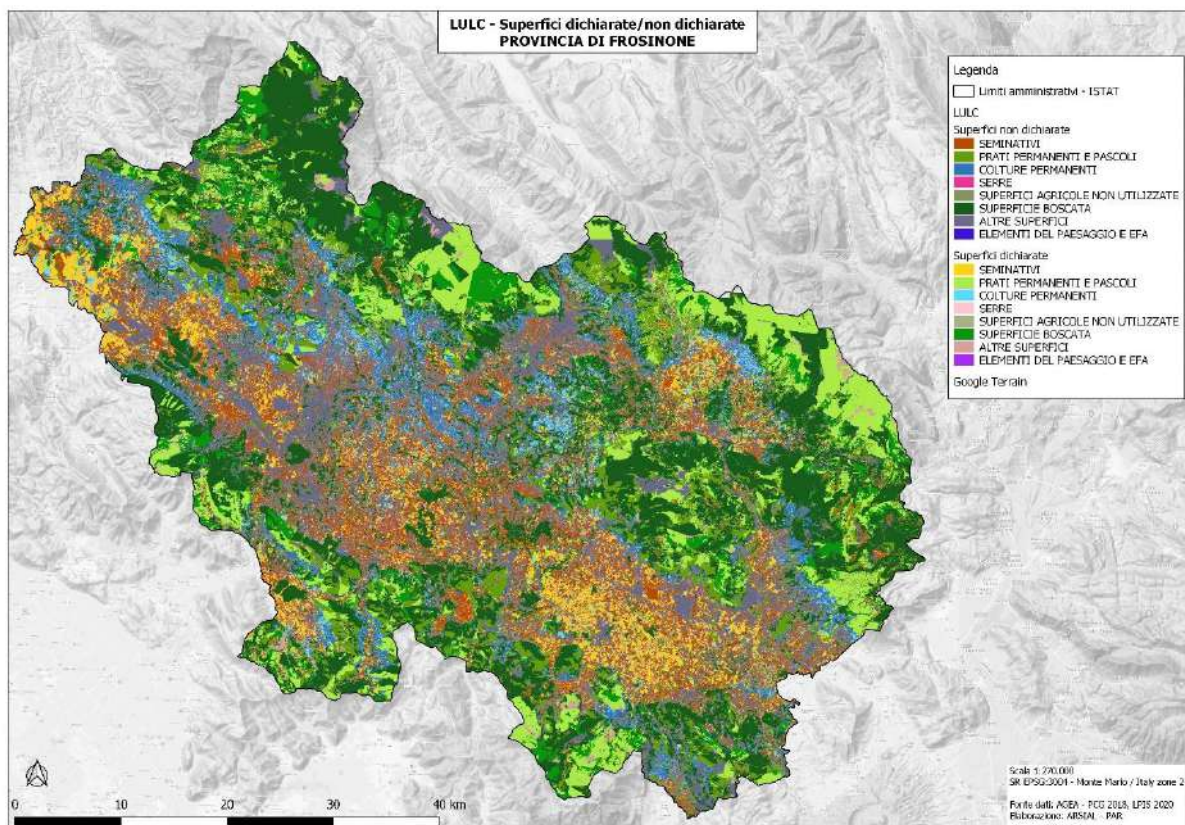 LULC - Superfici dichiarate/non dichiarate
PROVINCIA DI FROSINONE
Legenda
Limiti amministrativi - ISTAT
LULC
Superfici non dichiarate
SEMINATIVI
PRATI PERMANENTI E PASCOLI
COLTURE PERMANENTI
SERRE
SUPERFICI AGRICOLE NON UTILIZZATE
SUPERFICIE BOSCATA
ALTRE SUPERFICI
ELEMENTI DEL PAESAGGIO E EFA
Superfici dichiarate
SEMINATIVI
PRATI PERMANENTI E PASCOLI
COLTURE PERMANENTI
SERRE
SUPERFICI AGRICOLE NON UTILIZZATE
SUPERFICIE BOSCATA
ALTRE SUPERFICI
ELEMENTI DEL PAESAGGIO E EFA
Google Terrain
0 10 20 30 40 km
Scala 1:270.000
SR EPSG:3004 - Monte Mario / Italy zone 2
Fonte dati: AGEA - PCG 2018, LPIS 2020
Elaborazione: ARSIAL - PAR